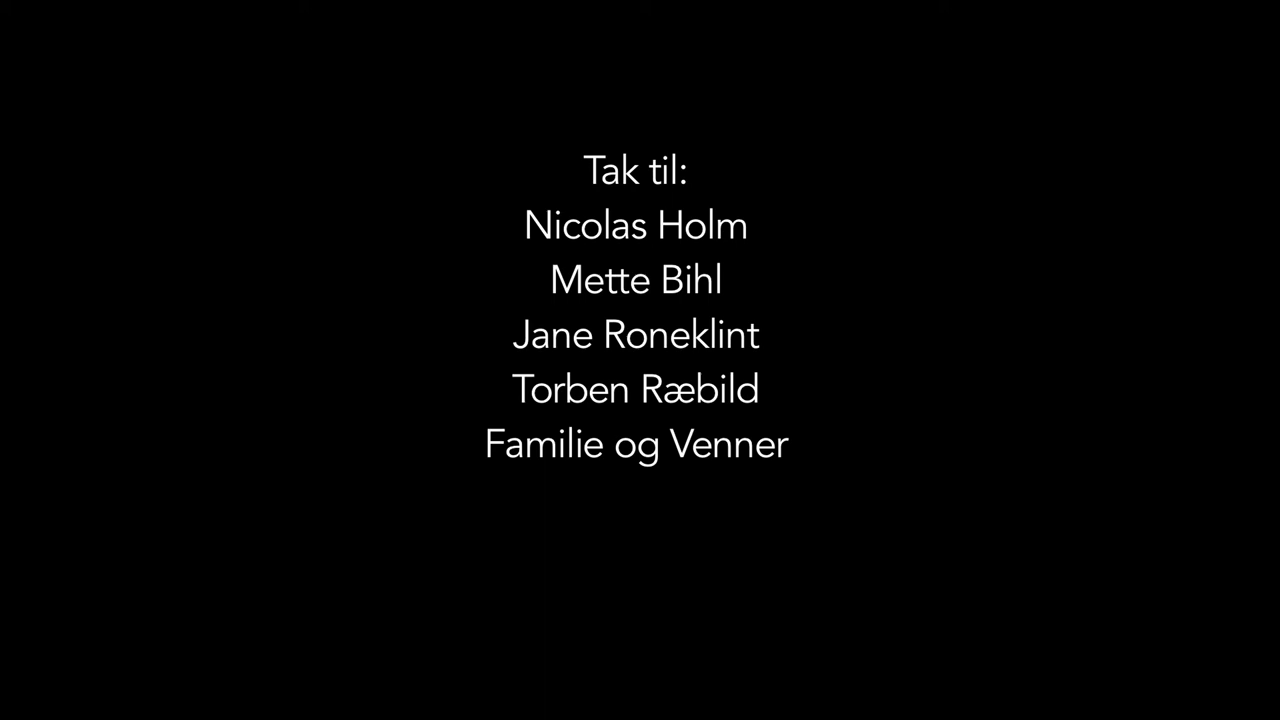 Tak til:
Nicolas Holm
Mette Bihl
Jane Roneklint
Torben Ræbild
Familie og Venner